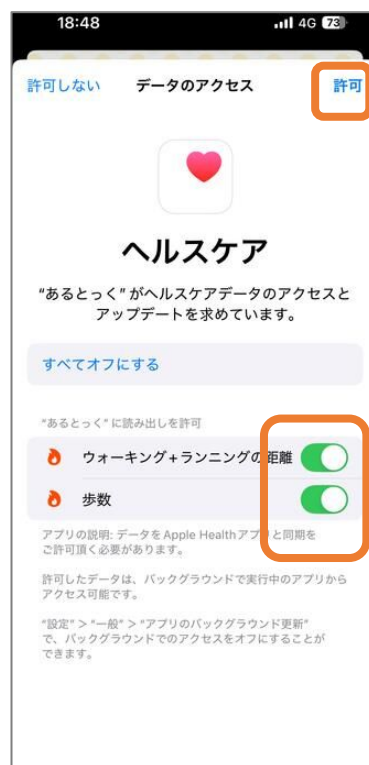 18:48 4G 73
許可しない データのアクセス 許可
ヘルスケア
“あるとっく”がヘルスケアデータのアクセスと
アップデートを求めています。
すべてオフにする
“あるとっく”に読み出しを許可
ウォーキング+ランニングの距離
歩数
アプリの説明: データをApple Healthアプリと同期を
ご許可頂く必要があります。
許可したデータは、バックグラウンドで実行中のアプリから
アクセス可能です。
“設定” > “一般” > “アプリのバックグラウンド更新”
で、バックグラウンドでのアクセスをオフにすることが
できます。